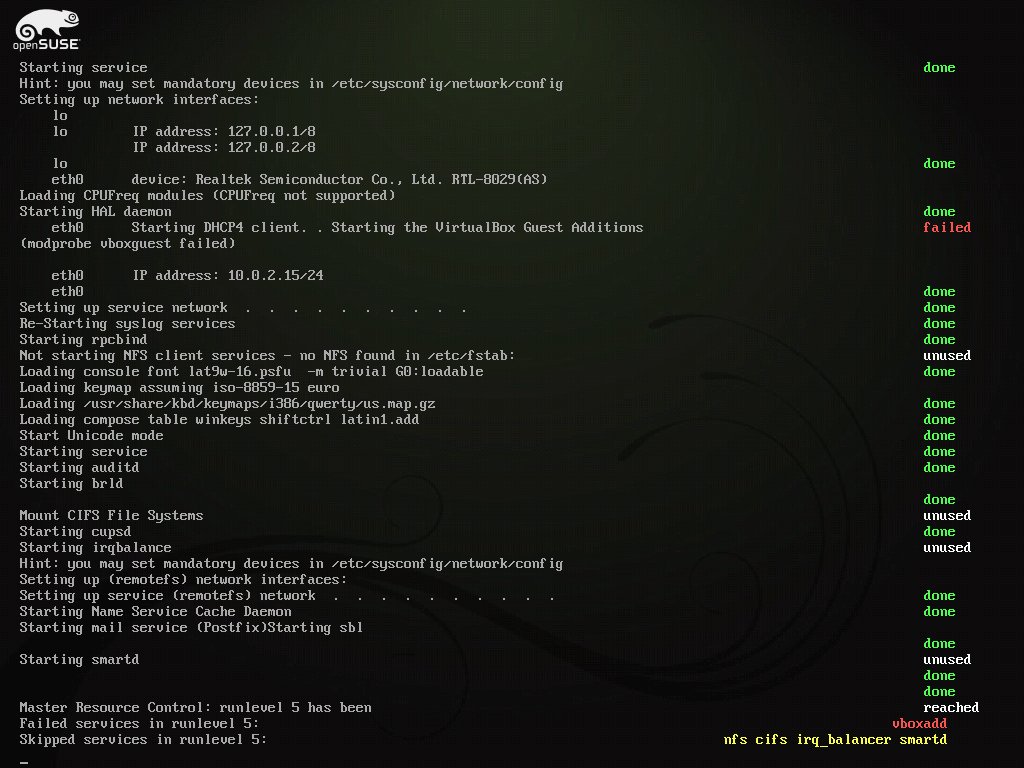 openSUSE
Starting service done
Hint: you may set mandatory devices in /etc/sysconfig/network/config
Setting up network interfaces:
lo
lo IP address: 127.0.0.1/8
IP address: 127.0.0.2/8
lo done
eth0 device: Realtek Semiconductor Co., Ltd. RTL-8029(AS)
Loading CPUFreq modules (CPUFreq not supported)
Starting HAL daemon done
eth0 Starting DHCP4 client. . Starting the VirtualBox Guest Additions failed
(modprobe vboxguest failed)
eth0 IP address: 10.0.2.15/24
eth0 done
Setting up service network . . . . . . . . . . done
Re-Starting syslog services done
Starting rpcbind done
Not starting NFS client services - no NFS found in /etc/fstab: unused
Loading console font lat9w-16.psfu -m trivial G0:loadable done
Loading keymap assuming iso-8859-15 euro
Loading /usr/share/kbd/keymaps/i386/qwerty/us.map.gz done
Loading compose table winkeys shiftctrl latin1.add done
Start Unicode mode done
Starting service done
Starting auditd done
Starting brld
done
Mount CIFS File Systems unused
Starting cupsd done
Starting irqbalance unused
Hint: you may set mandatory devices in /etc/sysconfig/network/config
Setting up (remotefs) network interfaces:
Setting up service (remotefs) network . . . . . . . . . . done
Starting Name Service Cache Daemon done
Starting mail service (Postfix)Starting sbl
done
Starting smartd unused
done
done
Master Resource Control: runlevel 5 has been reached
Failed services in runlevel 5: vboxadd
Skipped services in runlevel 5: nfs cifs irq_balancer smartd
_